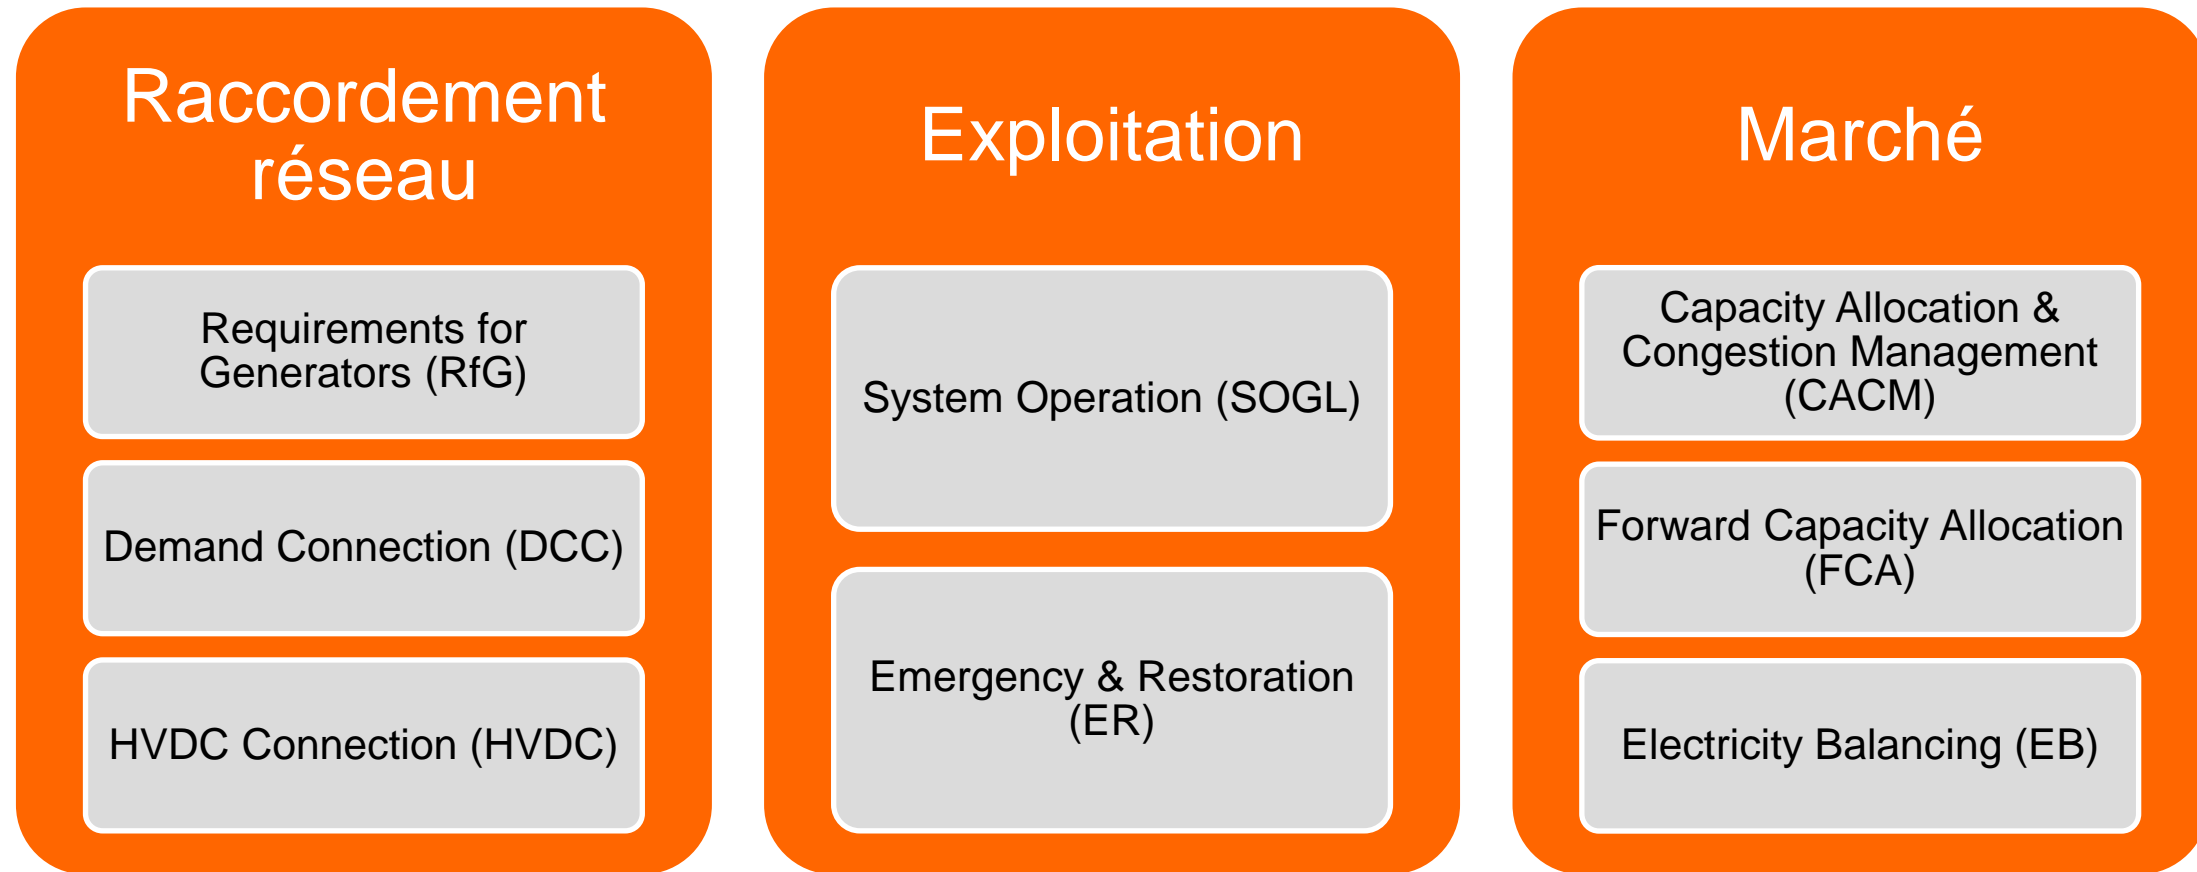 Raccordement
réseau
Requirements for
Generators (RfG)
Demand Connection (DCC)
HVDC Connection (HVDC)
Exploitation
System Operation (SOGL)
Emergency & Restoration
(ER)
Marché
Capacity Allocation &
Congestion Management
(CACM)
Forward Capacity Allocation
(FCA)
Electricity Balancing (EB)